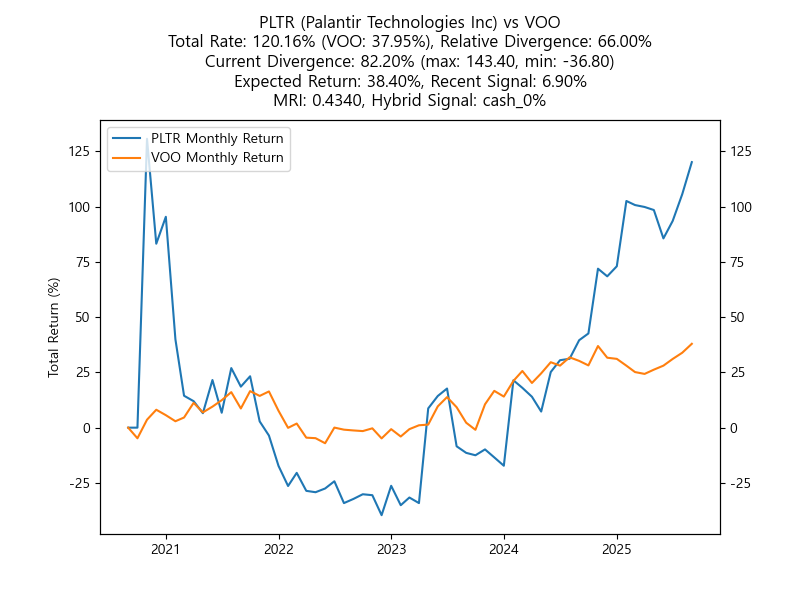 PLTR (Palantir Technologies Inc) vs VOO
Total Rate: 120.16% (VOO: 37.95%), Relative Divergence: 66.00%
Current Divergence: 82.20% (max: 143.40, min: -36.80)
Expected Return: 38.40%, Recent Signal: 6.90%
MRI: 0.4340, Hybrid Signal: cash_0%
PLTR Monthly Return
VOO Monthly Return
Total Return (%)
125
100
75
50
25
0
-25
125
100
75
50
25
0
-25
2021
2022
2023
2024
2025